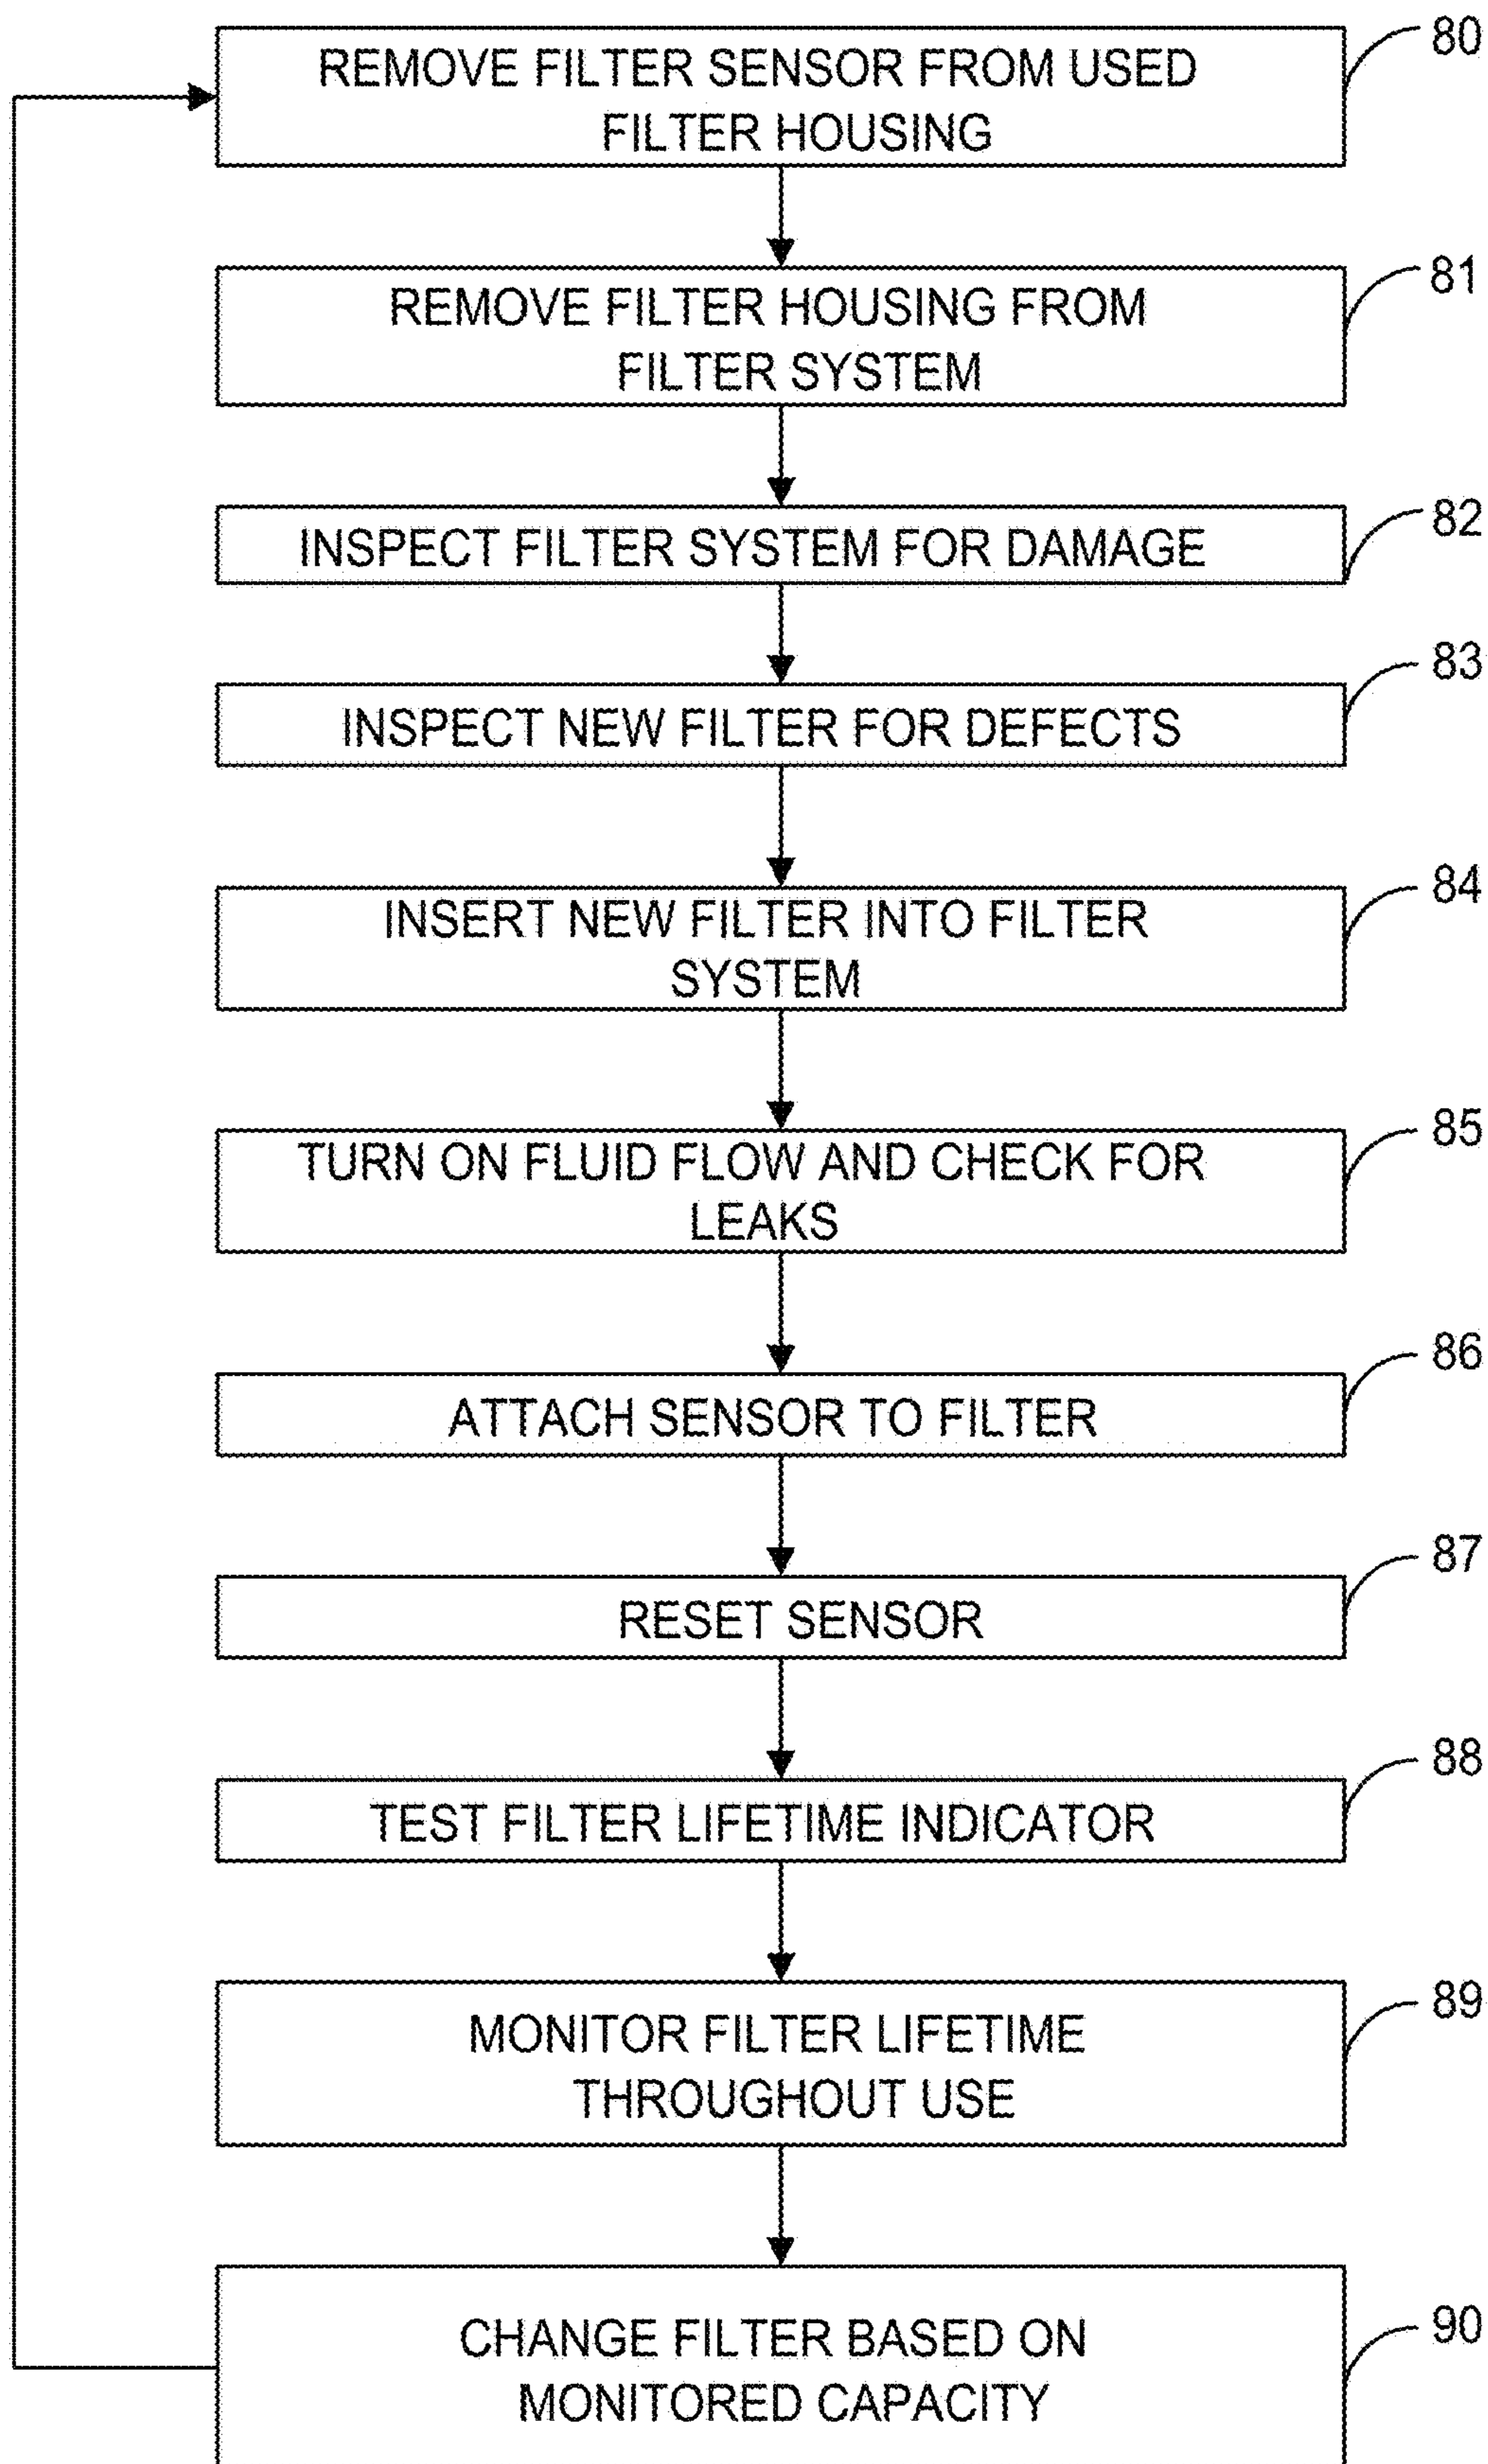 80
REMOVE FILTER SENSOR FROM USED
FILTER HOUSING
81
REMOVE FILTER HOUSING FROM
FILTER SYSTEM
82
INSPECT FILTER SYSTEM FOR DAMAGE
83
INSPECT NEW FILTER FOR DEFECTS
84
INSERT NEW FILTER INTO FILTER
SYSTEM
85
TURN ON FLUID FLOW AND CHECK FOR
LEAKS
86
ATTACH SENSOR TO FILTER
87
RESET SENSOR
88
TEST FILTER LIFETIME INDICATOR
89
MONITOR FILTER LIFETIME
THROUGHOUT USE
90
CHANGE FILTER BASED ON
MONITORED CAPACITY